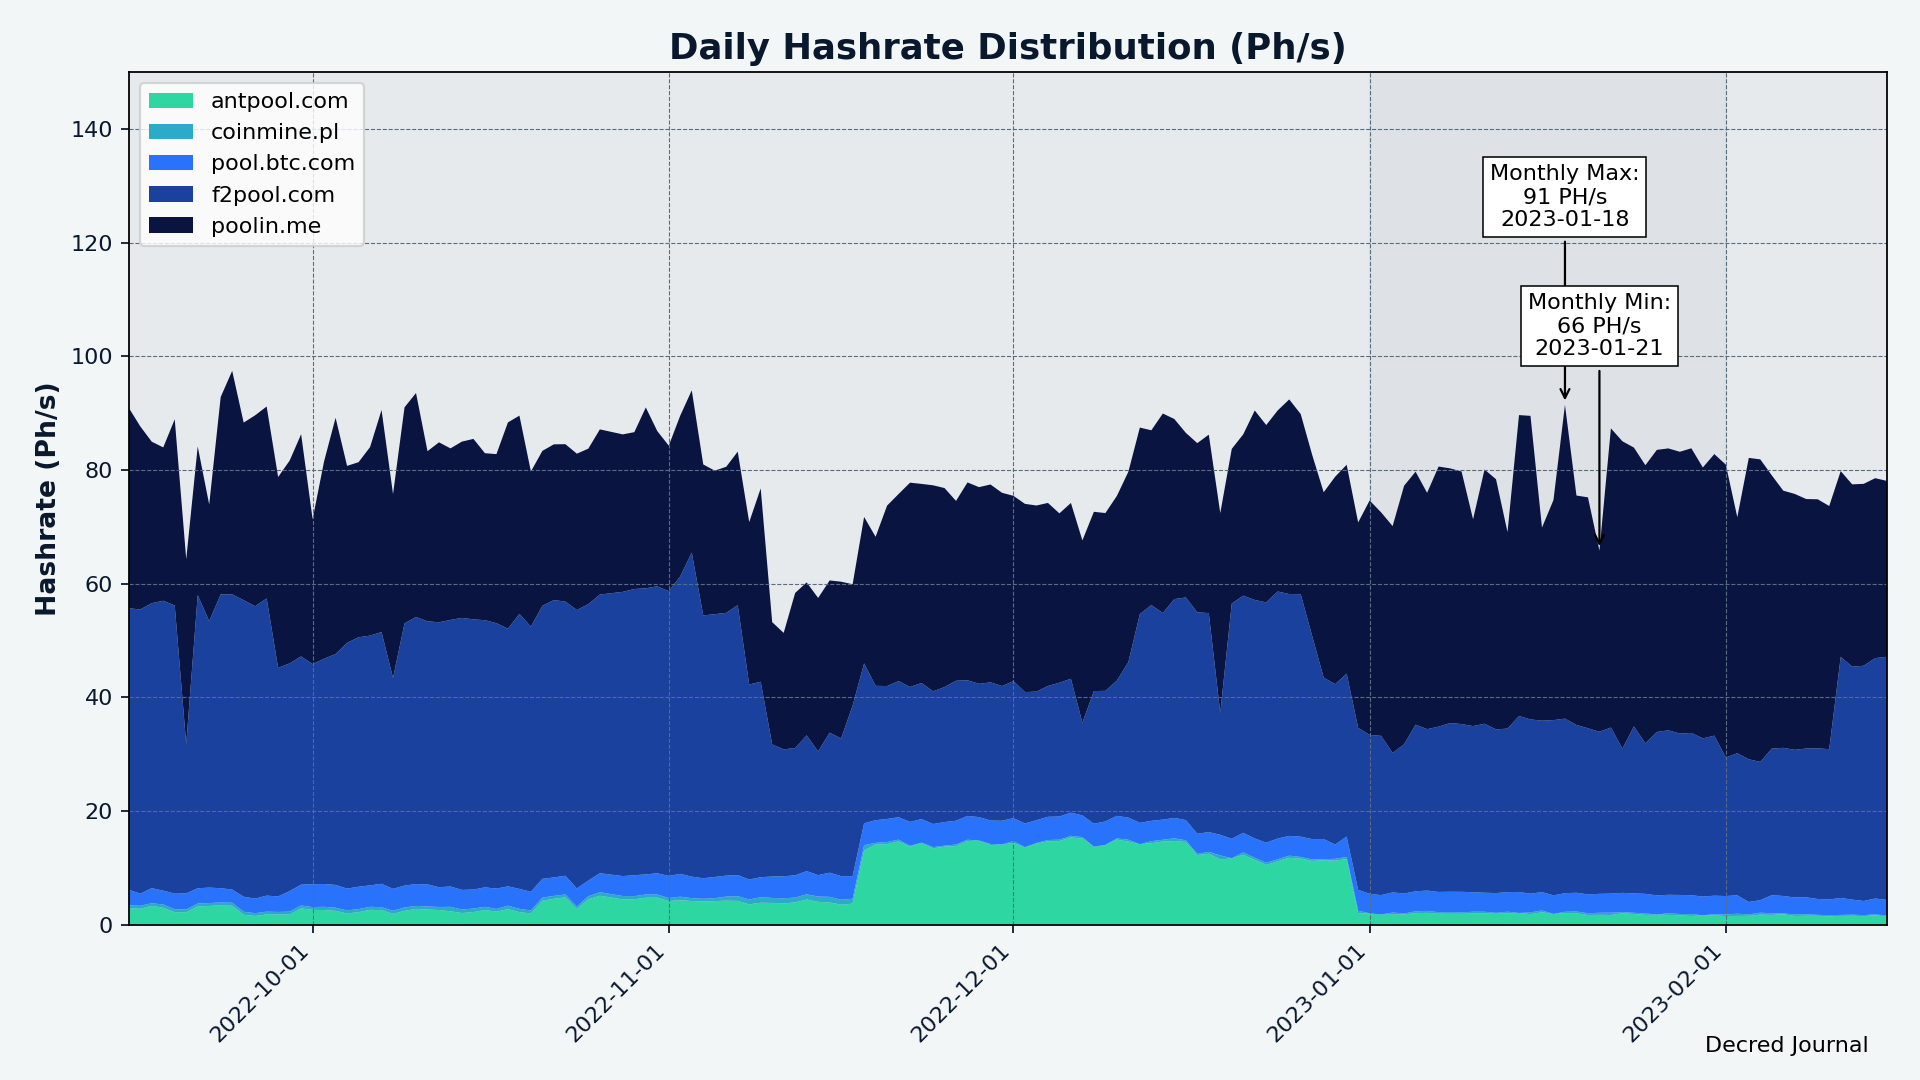 Daily Hashrate Distribution (Ph/s)
antpool.com
coinmine.pl
pool.btc.com
f2pool.com
poolin.me
Monthly Max:
91 PH/s
2023-01-18
Monthly Min:
66 PH/s
2023-01-21
Hashrate (Ph/s)
140
120
100
80
60
40
20
0
2022-10-01
2022-11-01
2022-12-01
2023-01-01
2023-02-01
Decred Journal